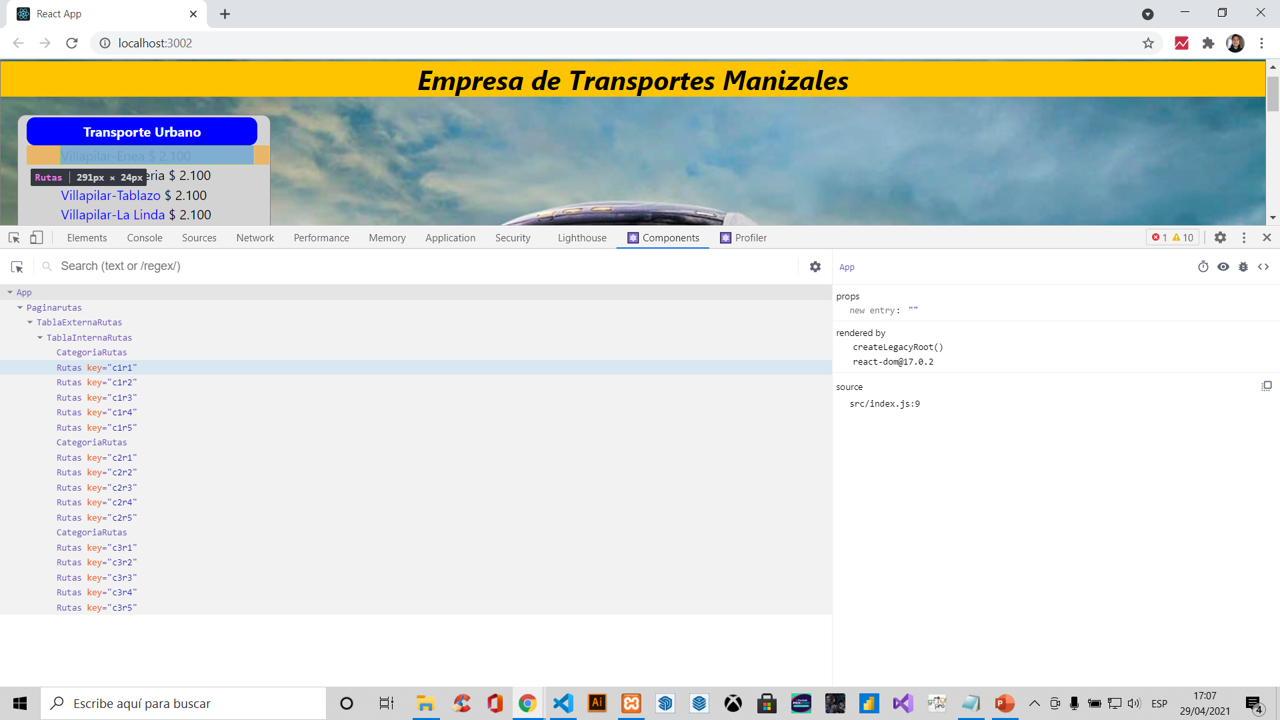 React App
localhost:3002
Empresa de Transportes Manizales
Transporte Urbano
Villapilar-Enea $ 2.100
eria $ 2.100
Rutas 291px × 24px
Villapilar-Tablazo $ 2.100
Villapilar-La Linda $ 2.100
Elements Console Sources Network Performance Memory Application Security Lighthouse Components Profiler 1 10
Search (text or /regex/)
App
App
props
Paginarutas
new entry: ""
TablaExternaRutas
rendered by
TablaInternaRutas
createLegacyRoot()
CategoriaRutas
react-dom@17.0.2
Rutas key="c1r1"
Rutas key="c1r2"
source
Rutas key="c1r3"
src/index.js:9
Rutas key="c1r4"
Rutas key="c1r5"
CategoriaRutas
Rutas key="c2r1"
Rutas key="c2r2"
Rutas key="c2r3"
Rutas key="c2r4"
Rutas key="c2r5"
CategoriaRutas
Rutas key="c3r1"
Rutas key="c3r2"
Rutas key="c3r3"
Rutas key="c3r4"
Rutas key="c3r5"
Escribe aquí para buscar
Ai
ESP
17:07
29/04/2021
4